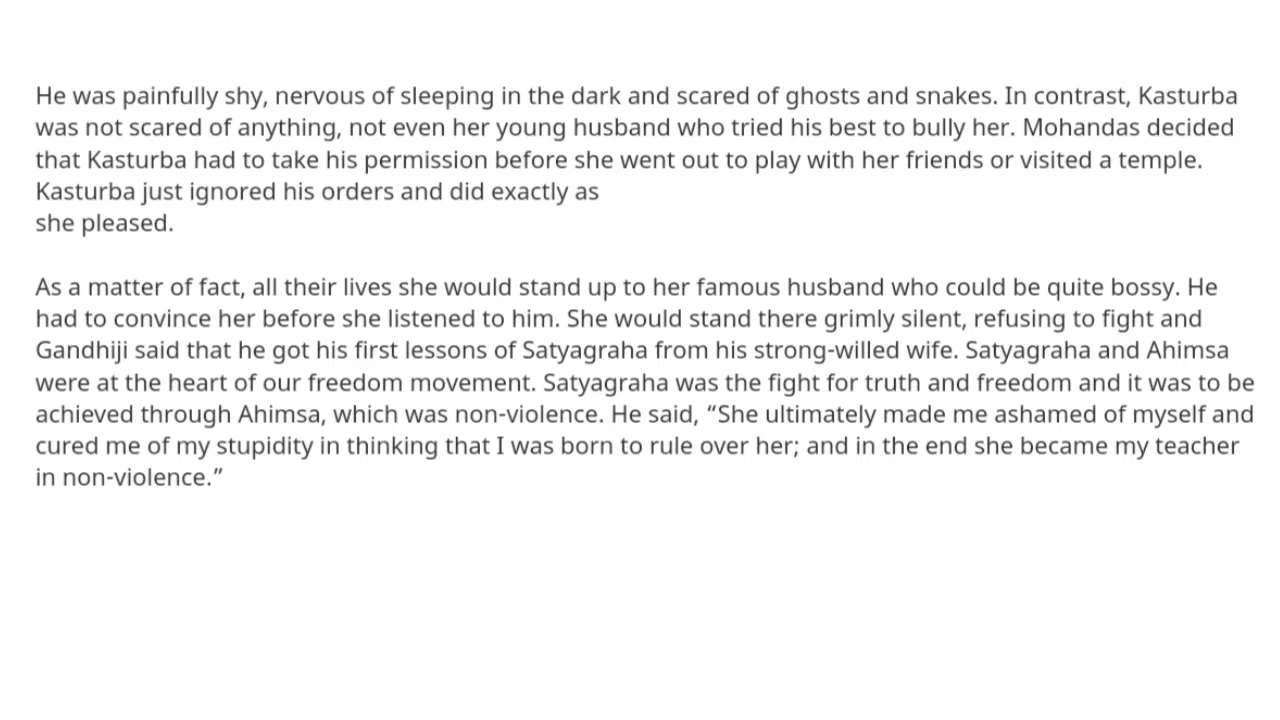 He was painfully shy, nervous of sleeping in the dark and scared of ghosts and snakes. In contrast, Kasturba
was not scared of anything, not even her young husband who tried his best to bully her. Mohandas decided
that Kasturba had to take his permission before she went out to play with her friends or visited a temple.
Kasturba just ignored his orders and did exactly as
she pleased.
As a matter of fact, all their lives she would stand up to her famous husband who could be quite bossy. He
had to convince her before she listened to him. She would stand there grimly silent, refusing to fight and
Gandhiji said that he got his first lessons of Satyagraha from his strong-willed wife. Satyagraha and Ahimsa
were at the heart of our freedom movement. Satyagraha was the fight for truth and freedom and it was to be
achieved through Ahimsa, which was non-violence. He said, “She ultimately made me ashamed of myself and
cured me of my stupidity in thinking that I was born to rule over her; and in the end she became my teacher
in non-violence.”